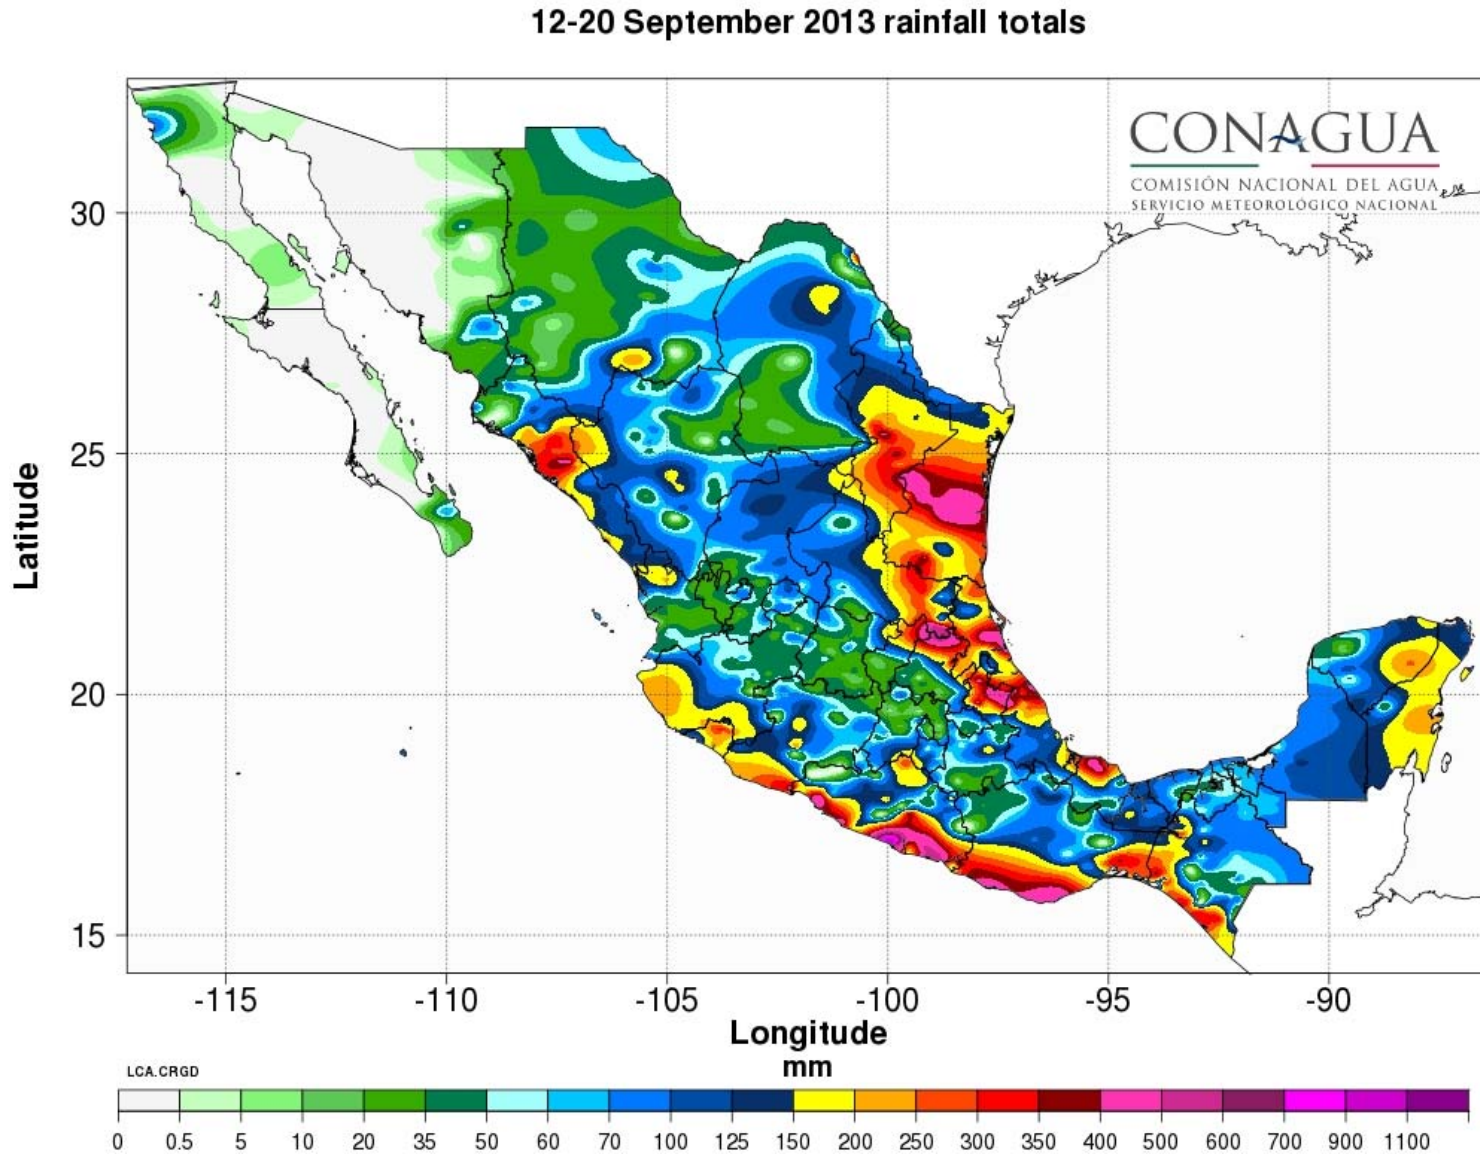 12-20 September 2013 rainfall totals
CONAGUA
COMISIÓN NACIONAL DEL AGUA
SERVICIO METEOROLÓGICO NACIONAL
30
25
20
15
Latitude
-115 -110 -105 -100 -95 -90
Longitude
mm
LCA.CRGD
0 0.5 5 10 20 35 50 60 70 100 125 150 200 250 300 350 400 500 600 700 900 1100